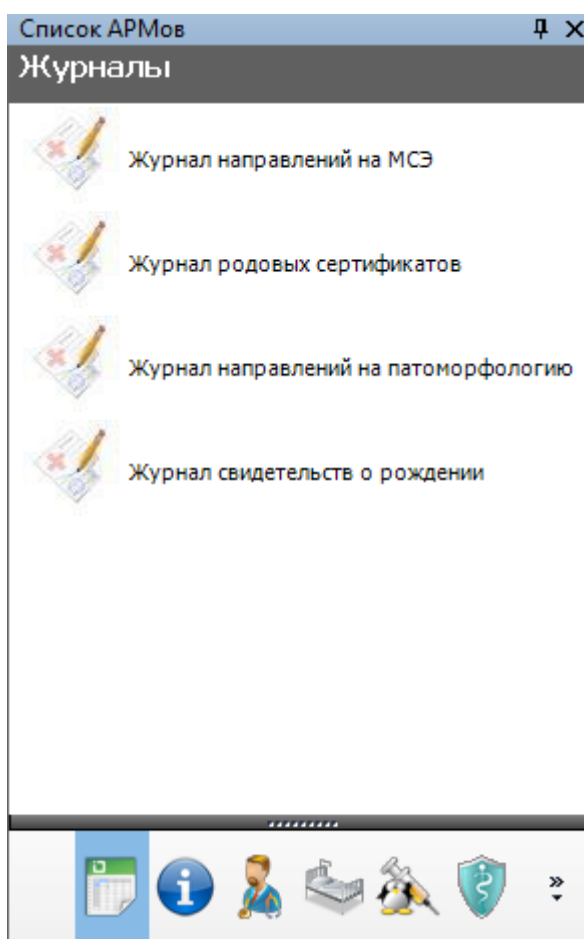 Список АРМов
Журналы
Журнал направлений на МСЭ
Журнал родовых сертификатов
Журнал направлений на патоморфологию
Журнал свидетельств о рождении